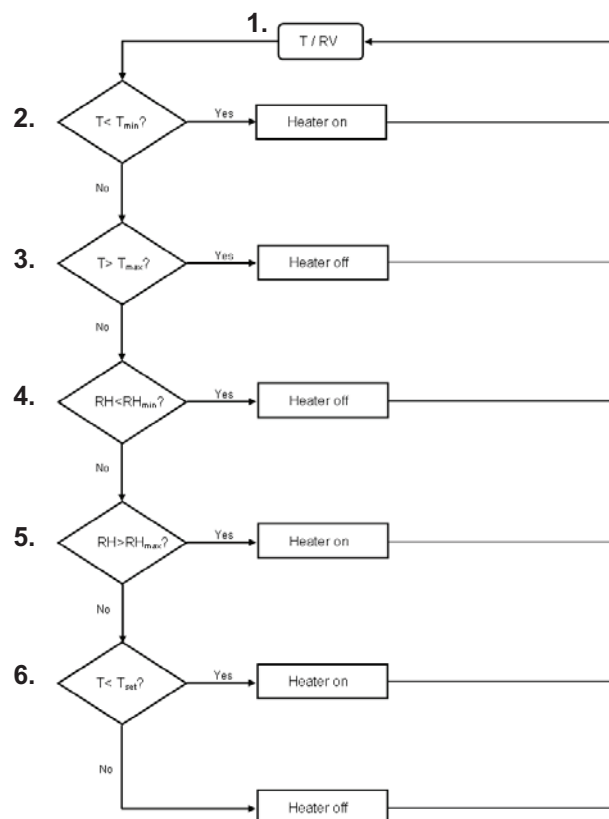 1.
T / RV
2.
T< Tmin?
Yes
Heater on
No
3.
T> Tmax?
Yes
Heater off
No
4.
RH<RHmin?
Yes
Heater off
No
5.
RH>RHmax?
Yes
Heater on
No
6.
T< Tset?
Yes
Heater on
No
Heater off